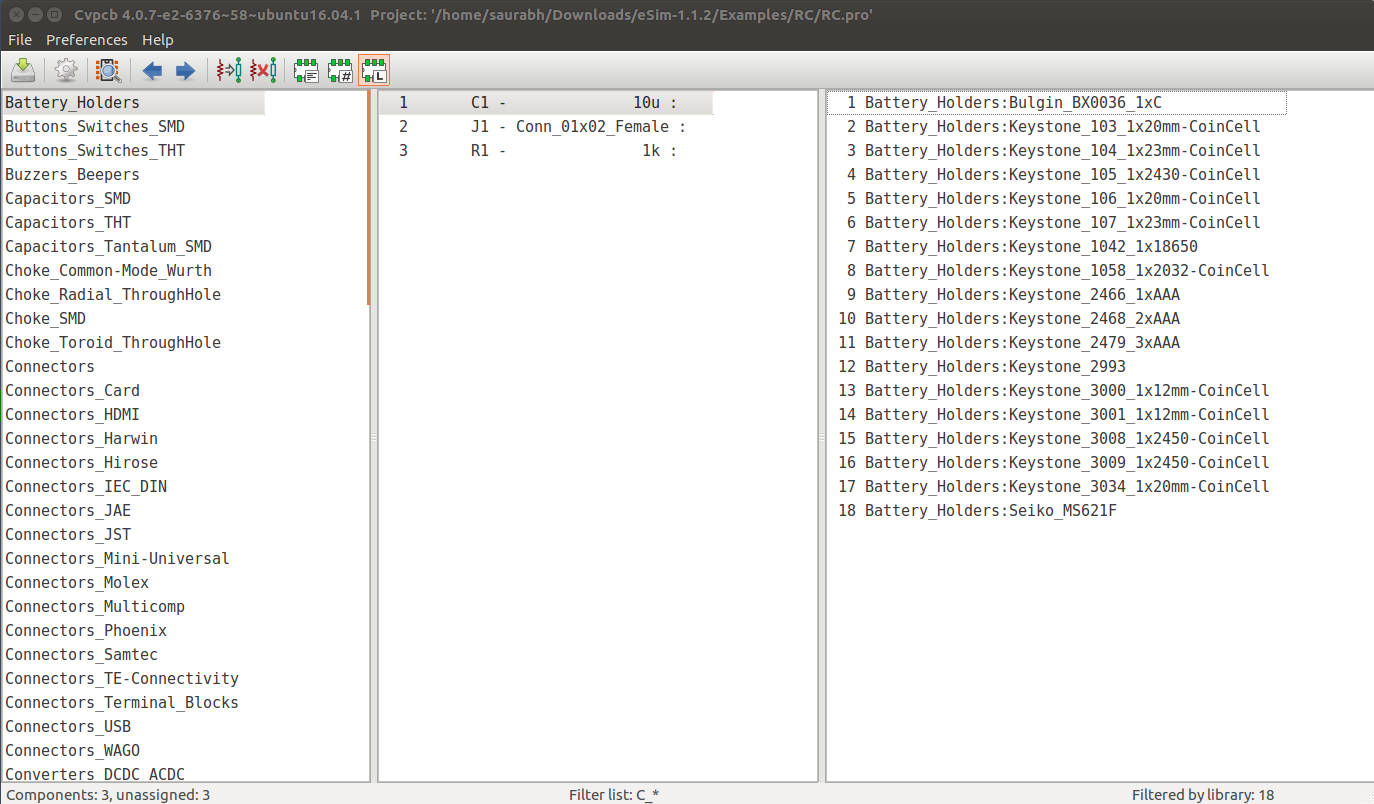 Cvpcb 4.0.7-e2-6376~58~ubuntu16.04.1 Project: '/home/saurabh/Downloads/eSim-1.1.2/Examples/RC/RC.pro'
File Preferences Help
Battery_Holders
Buttons_Switches_SMD
Buttons_Switches_THT
Buzzers_Beepers
Capacitors_SMD
Capacitors_THT
Capacitors_Tantalum_SMD
Choke_Common-Mode_Wurth
Choke_Radial_ThroughHole
Choke_SMD
Choke_Toroid_ThroughHole
Connectors
Connectors_Card
Connectors_HDMI
Connectors_Harwin
Connectors_Hirose
Connectors_IEC_DIN
Connectors_JAE
Connectors_JST
Connectors_Mini-Universal
Connectors_Molex
Connectors_Multicomp
Connectors_Phoenix
Connectors_Samtec
Connectors_TE-Connectivity
Connectors_Terminal_Blocks
Connectors_USB
Connectors_WAGO
Converters_DCDC_ACDC
1 C1 - 10u :
2 J1 - Conn_01x02_Female :
3 R1 - 1k :
1 Battery_Holders:Bulgin_BX0036_1xC
2 Battery_Holders:Keystone_103_1x20mm-CoinCell
3 Battery_Holders:Keystone_104_1x23mm-CoinCell
4 Battery_Holders:Keystone_105_1x2430-CoinCell
5 Battery_Holders:Keystone_106_1x20mm-CoinCell
6 Battery_Holders:Keystone_107_1x23mm-CoinCell
7 Battery_Holders:Keystone_1042_1x18650
8 Battery_Holders:Keystone_1058_1x2032-CoinCell
9 Battery_Holders:Keystone_2466_1xAAA
10 Battery_Holders:Keystone_2468_2xAAA
11 Battery_Holders:Keystone_2479_3xAAA
12 Battery_Holders:Keystone_2993
13 Battery_Holders:Keystone_3000_1x12mm-CoinCell
14 Battery_Holders:Keystone_3001_1x12mm-CoinCell
15 Battery_Holders:Keystone_3008_1x2450-CoinCell
16 Battery_Holders:Keystone_3009_1x2450-CoinCell
17 Battery_Holders:Keystone_3034_1x20mm-CoinCell
18 Battery_Holders:Seiko_MS621F
Components: 3, unassigned: 3
Filter list: C_*
Filtered by library: 18